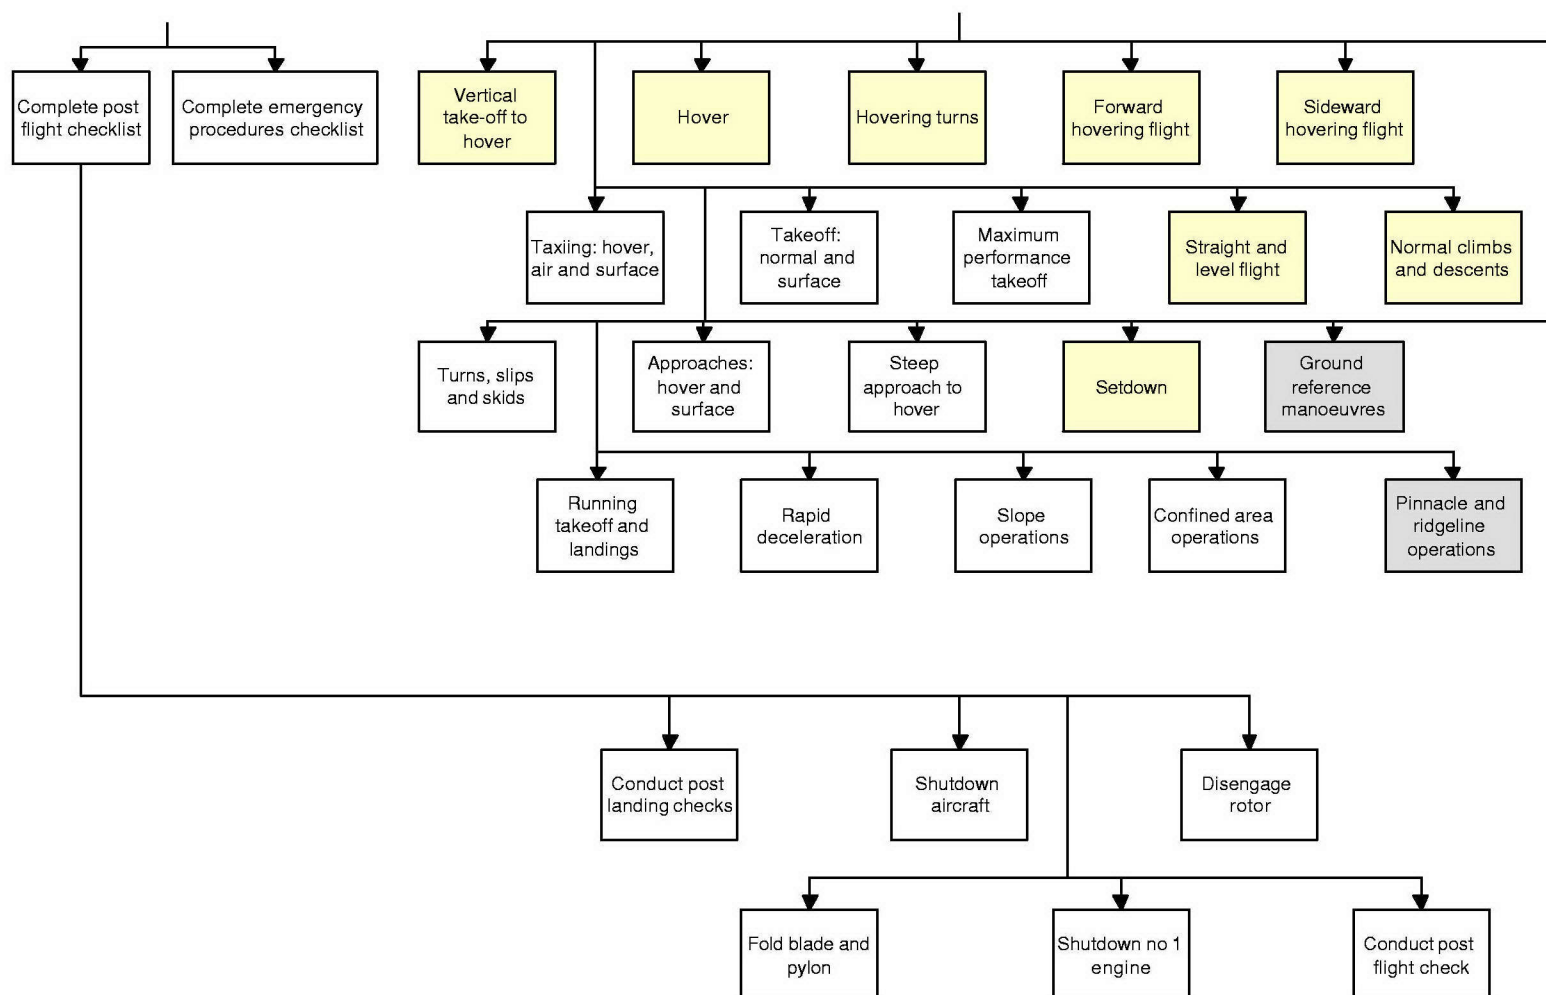 Complete post
flight checklist
Complete emergency
procedures checklist
Vertical
take-off to
hover
Hover
Hovering turns
Forward
hovering flight
Sideward
hovering flight
Taxiing: hover,
air and surface
Takeoff:
normal and
surface
Maximum
performance
takeoff
Straight and
level flight
Normal climbs
and descents
Turns, slips
and skids
Approaches:
hover and
surface
Steep
approach to
hover
Setdown
Ground
reference
manoeuvres
Running
takeoff and
landings
Rapid
deceleration
Slope
operations
Confined area
operations
Pinnacle and
ridgeline
operations
Conduct post
landing checks
Shutdown
aircraft
Disengage
rotor
Fold blade and
pylon
Shutdown no 1
engine
Conduct post
flight check